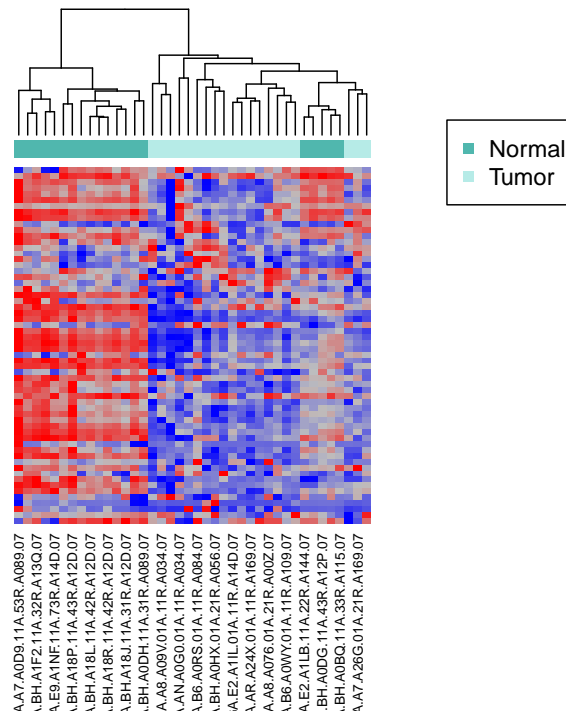 Normal
Tumor
A.A7.A0D9.11A.53R.A089.07
A.BH.A1F2.11A.32R.A13Q.07
A.E9.A1NF.11A.73R.A14D.07
.BH.A18P.11A.43R.A12D.07
A.BH.A18L.11A.42R.A12D.07
A.BH.A18R.11A.42R.A12D.07
A.BH.A18J.11A.31R.A12D.07
.BH.A0DH.11A.31R.A089.07
A.A8.A09V.01A.11R.A034.07
A.AN.A0G0.01A.11R.A034.07
A.B6.A0RS.01A.11R.A084.07
.BH.A0HX.01A.21R.A056.07
A.E2.A1IL.01A.11R.A14D.07
A.AR.A24X.01A.11R.A169.07
A.A8.A076.01A.21R.A00Z.07
A.B6.A0WY.01A.11R.A109.07
A.E2.A1LB.11A.22R.A144.07
.BH.A0DG.11A.43R.A12P.07
.BH.A0BQ.11A.33R.A115.07
A.A7.A26G.01A.21R.A169.07